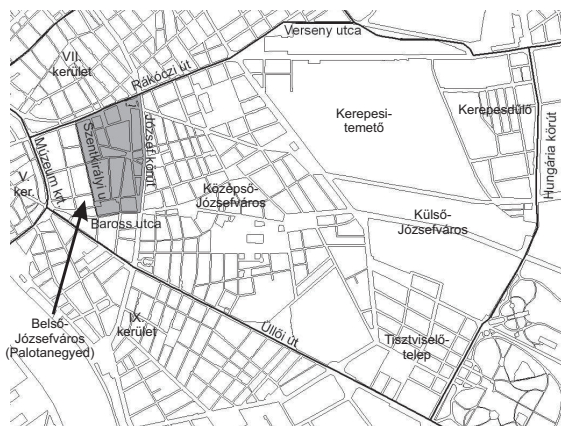 Verseny utca
VII.
kerület
Rákóczi út
Kerepesi-
temető
Kerepesdűlő
Hungária körút
Múzeum krt.
Szentkirályi u.
József körút
V.
ker.
Középső-
Józsefváros
Külső-
Józsefváros
Baross utca
Belső-
Józsefváros
(Palotanegyed)
IX.
kerület
Üllői út
Tisztviselő-
telep